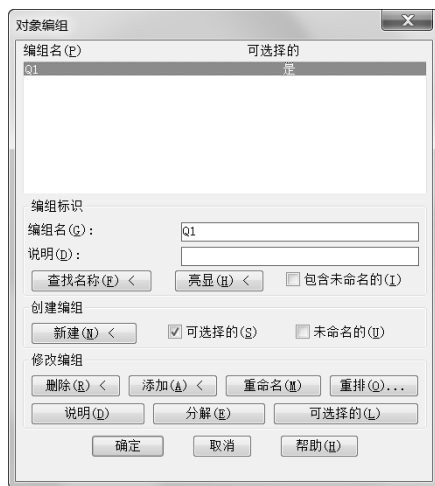 对象编组
编组名(P) 可选择的
Q1 是
编组标识
编组名(G): Q1
说明(D):
查找名称(F) < 亮显(H) < 包含未命名的(I)
创建编组
新建(N) < 可选择的(S) 未命名的(U)
修改编组
删除(R) < 添加(A) < 重命名(M) 重排(O)...
说明(D) 分解(E) 可选择的(L)
确定 取消 帮助(H)